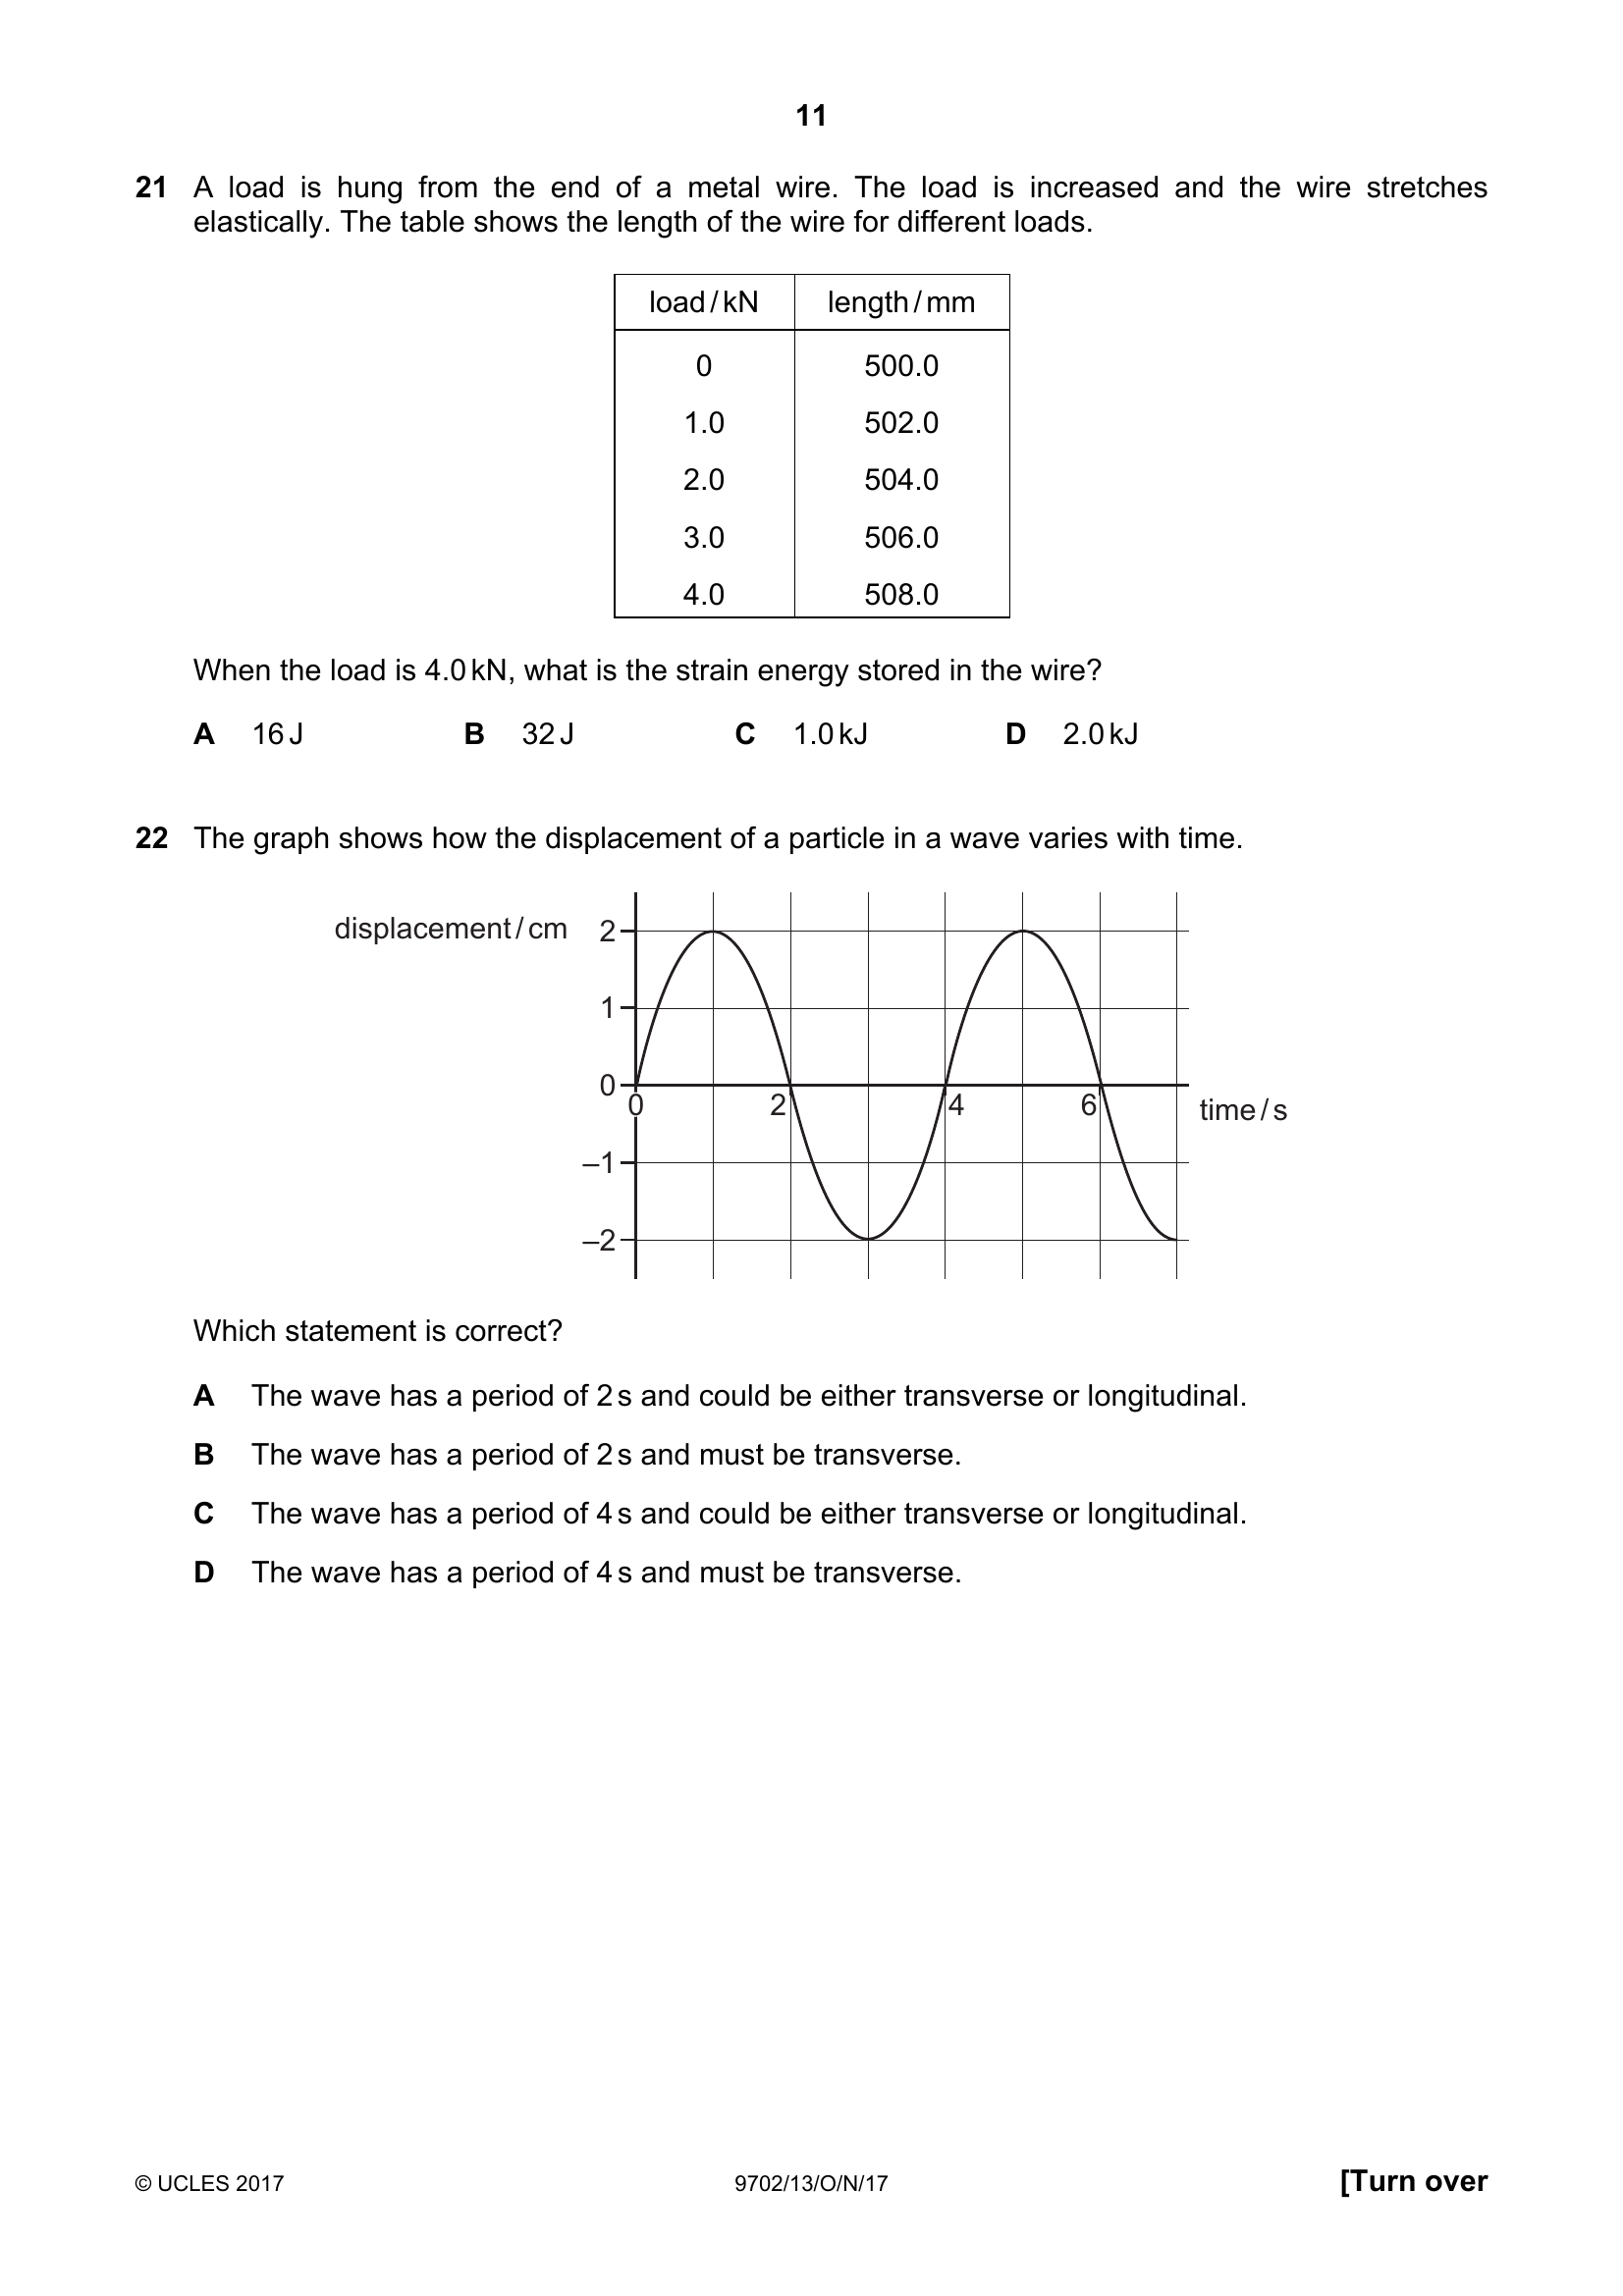 11
21 A load is hung from the end of a metal wire. The load is increased and the wire stretches
elastically. The table shows the length of the wire for different loads.
load / kN length / mm
0 500.0
1.0 502.0
2.0 504.0
3.0 506.0
4.0 508.0
When the load is 4.0 kN, what is the strain energy stored in the wire?
A 16 J B 32 J C 1.0 kJ D 2.0 kJ
22 The graph shows how the displacement of a particle in a wave varies with time.
displacement / cm 2
1
0
0 2 4 6 time / s
–1
–2
Which statement is correct?
A The wave has a period of 2 s and could be either transverse or longitudinal.
B The wave has a period of 2 s and must be transverse.
C The wave has a period of 4 s and could be either transverse or longitudinal.
D The wave has a period of 4 s and must be transverse.
© UCLES 2017 9702/13/O/N/17 [Turn over